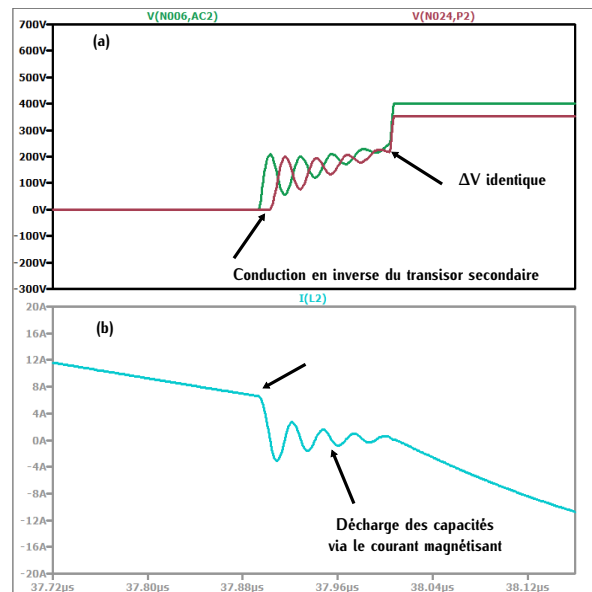 V(N006,AC2) V(N024,P2)
700V
(a)
600V
500V
400V
300V
200V
ΔV identique
100V
0V
-100V
-200V
Conduction en inverse du transisor secondaire
-300V
I(L2)
20A
(b)
16A
12A
8A
4A
0A
-4A
-8A
Décharge des capacités
-12A
via le courant magnétisant
-16A
-20A
37.72µs 37.80µs 37.88µs 37.96µs 38.04µs 38.12µs